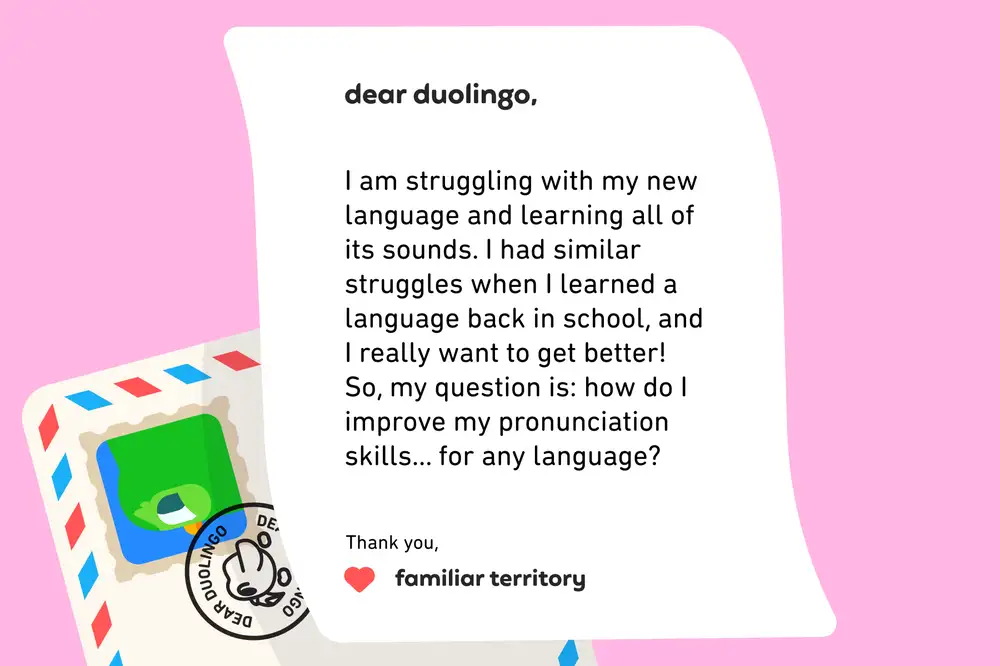 dear duolingo,
I am struggling with my new
language and learning all of
its sounds. I had similar
struggles when I learned a
language back in school, and
I really want to get better!
So, my question is: how do I
improve my pronunciation
skills... for any language?
Thank you,
familiar territory
DEAR DUOLINGO